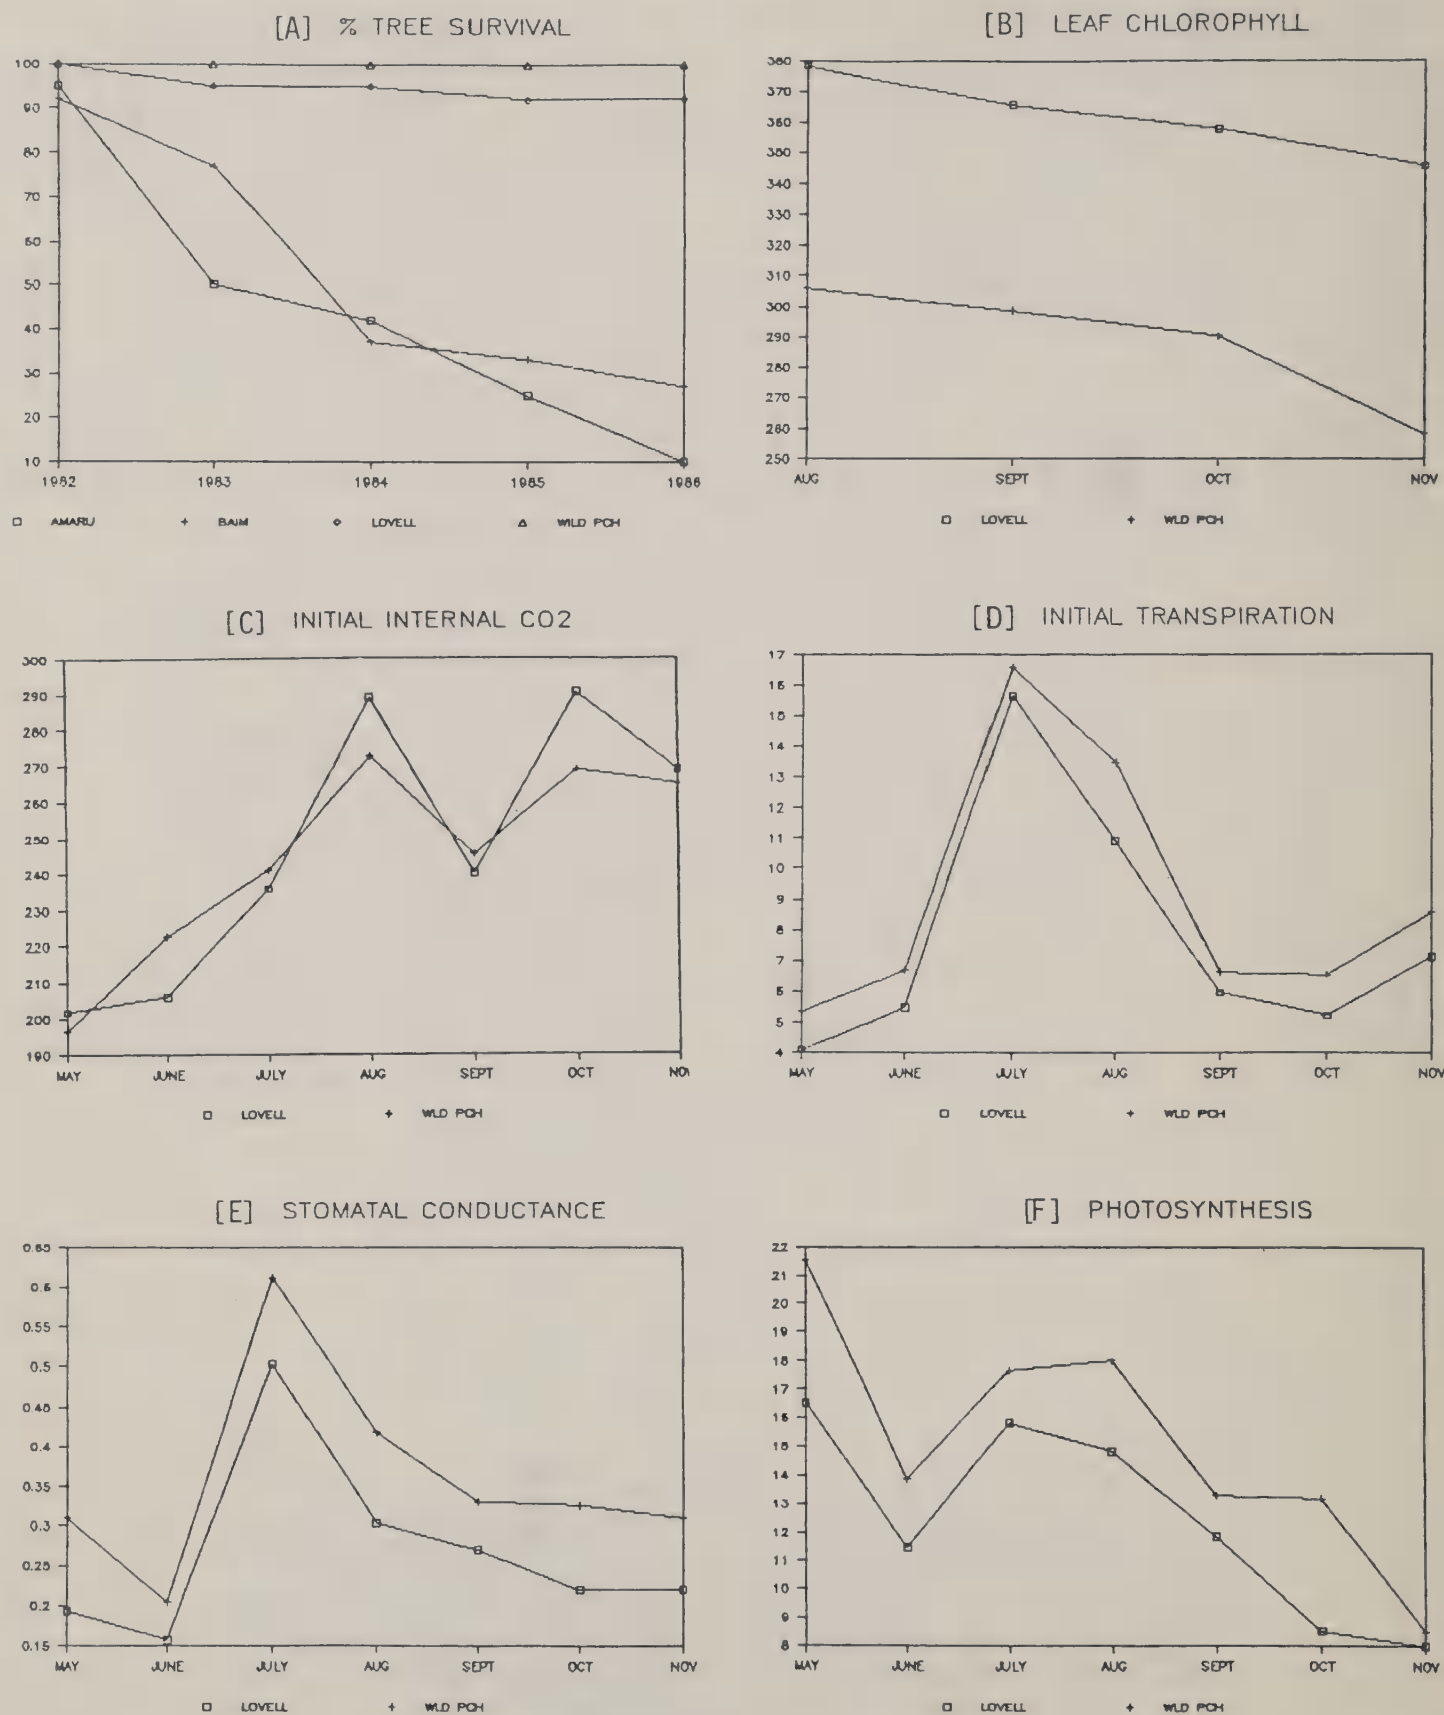 [A] % TREE SURVIVAL
100
90
80
70
60
50
40
30
20
10
1982
1983
1984
1985
1986
AMARU
BAIM
LOVELL
WILD PCH
[B] LEAF CHLOROPHYLL
380
370
360
350
340
330
320
310
300
290
280
270
260
250
AUG
SEPT
OCT
NOV
LOVELL
WLD PCH
[C] INITIAL INTERNAL CO2
300
290
280
270
260
250
240
230
220
210
200
190
MAY
JUNE
JULY
AUG
SEPT
OCT
NOV
LOVELL
WLD PCH
[D] INITIAL TRANSPIRATION
17
16
15
14
13
12
11
10
9
8
7
6
5
4
MAY
JUNE
JULY
AUG
SEPT
OCT
NOV
LOVELL
WLD PCH
[E] STOMATAL CONDUCTANCE
0.65
0.6
0.55
0.5
0.45
0.4
0.35
0.3
0.25
0.2
0.15
MAY
JUNE
JULY
AUG
SEPT
OCT
NOV
LOVELL
WLD PCH
[F] PHOTOSYNTHESIS
22
21
20
19
18
17
16
15
14
13
12
11
10
9
8
MAY
JUNE
JULY
AUG
SEPT
OCT
NOV
LOVELL
WLD PCH